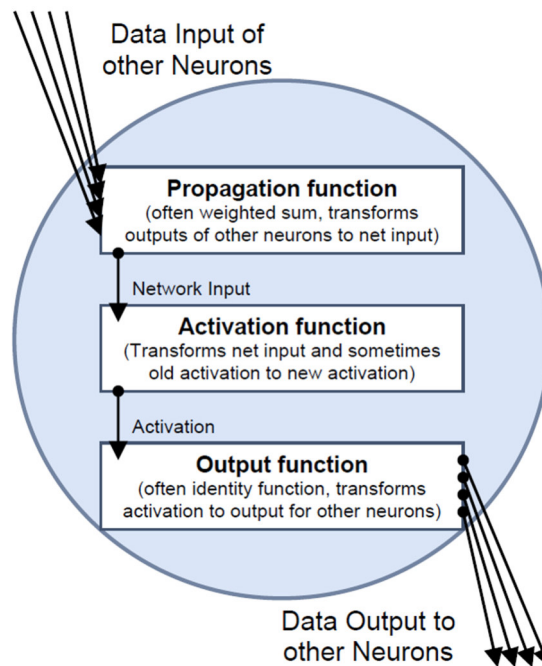 Data Input of
other Neurons
Propagation function
(often weighted sum, transforms
outputs of other neurons to net input)
Network Input
Activation function
(Transforms net input and sometimes
old activation to new activation)
Activation
Output function
(often identity function, transforms
activation to output for other neurons)
Data Output to
other Neurons